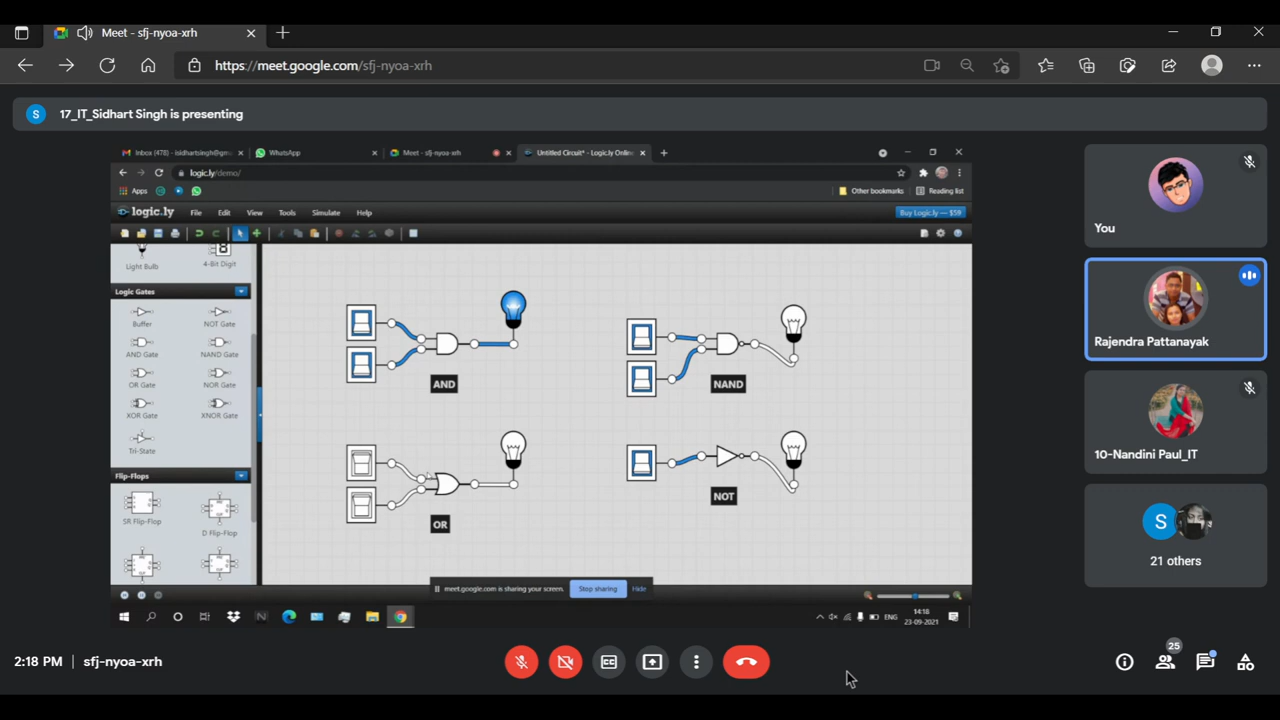 Meet - sfj-nyoa-xrh
https://meet.google.com/sfj-nyoa-xrh
S 17_IT_Sidhart Singh is presenting
Inbox (478) - isidhartsingh@gm
WhatsApp
Meet - sfj-nyoa-xrh
Untitled Circuit* - Logic.ly Online
logic.ly/demo/
Apps
Other bookmarks
Reading list
logic.ly File Edit View Tools Simulate Help
Buy Logic.ly — $59
Light Bulb
4-Bit Digit
Logic Gates
Buffer
NOT Gate
AND Gate
NAND Gate
OR Gate
NOR Gate
XOR Gate
XNOR Gate
Tri-State
Flip-Flops
SR Flip-Flop
D Flip-Flop
AND
NAND
OR
NOT
meet.google.com is sharing your screen.
Stop sharing
Hide
ENG
14:18
23-09-2021
You
Rajendra Pattanayak
10-Nandini Paul_IT
S
21 others
2:18 PM sfj-nyoa-xrh
CC
25